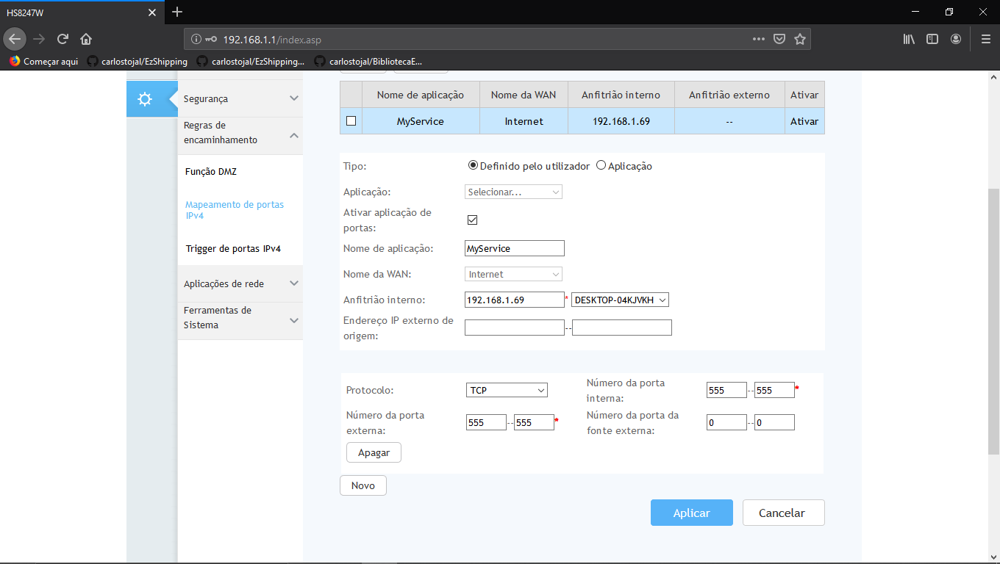 HS8247W
192.168.1.1/index.asp
Começar aqui
carlostojal/EzShipping
carlostojal/EzShipping...
carlostojal/BibliotecaE...
Segurança
Regras de
encaminhamento
Função DMZ
Mapeamento de portas
IPv4
Trigger de portas IPv4
Aplicações de rede
Ferramentas de
Sistema
Nome de aplicação Nome da WAN Anfitrião interno Anfitrião externo Ativar
MyService Internet 192.168.1.69 -- Ativar
Tipo: Definido pelo utilizador Aplicação
Aplicação: Selecionar...
Ativar aplicação de
portas:
Nome de aplicação: MyService
Nome da WAN: Internet
Anfitrião interno: 192.168.1.69 * DESKTOP-04KJVKH
Endereço IP externo de
origem: --
Protocolo: TCP
Número da porta
interna: 555 -- 555 *
Número da porta
externa: 555 -- 555 *
Número da porta da
fonte externa: 0 -- 0
Apagar
Novo
Aplicar Cancelar